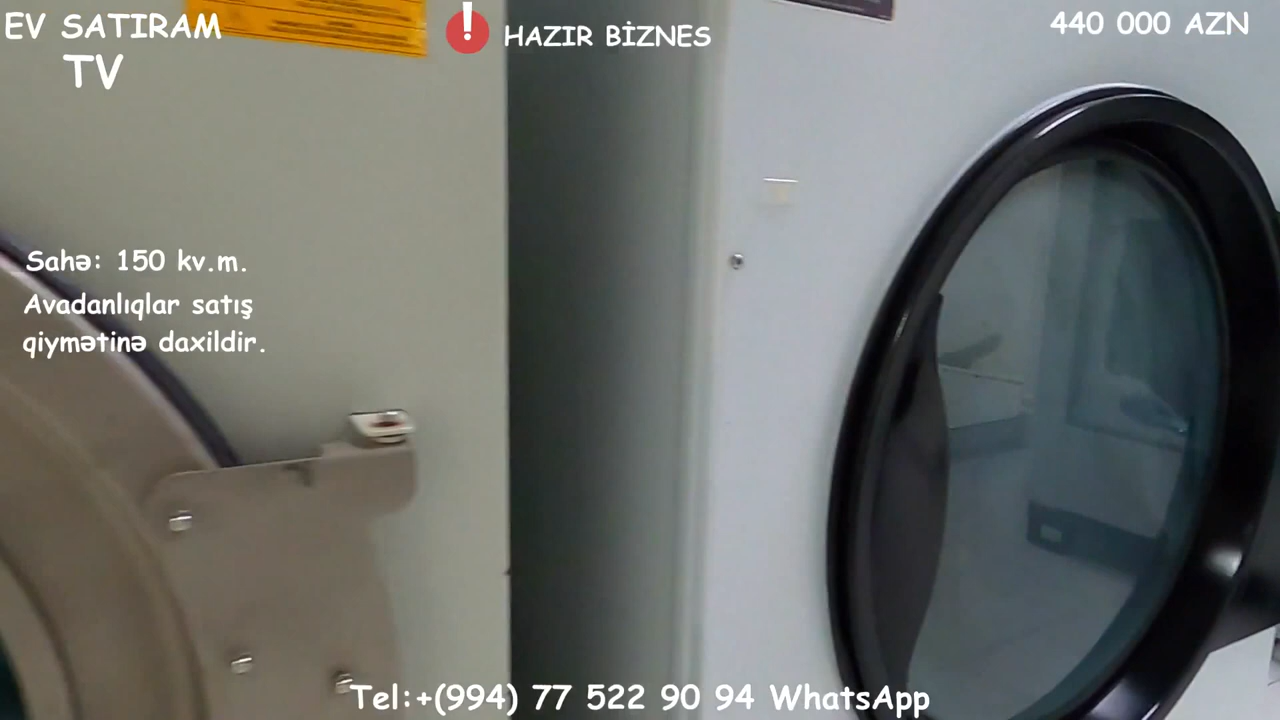 EV SATIRAM
TV
HAZIR BİZNES
440 000 AZN
Sahə: 150 kv.m.
Avadanlıqlar satış
qiymətinə daxildir.
Tel:+(994) 77 522 90 94 WhatsApp